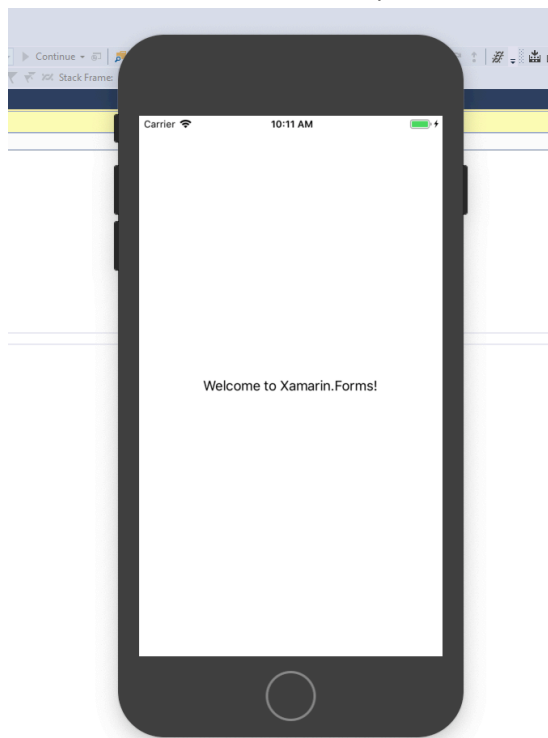 Continue
Stack Frame:
Carrier
10:11 AM
Welcome to Xamarin.Forms!